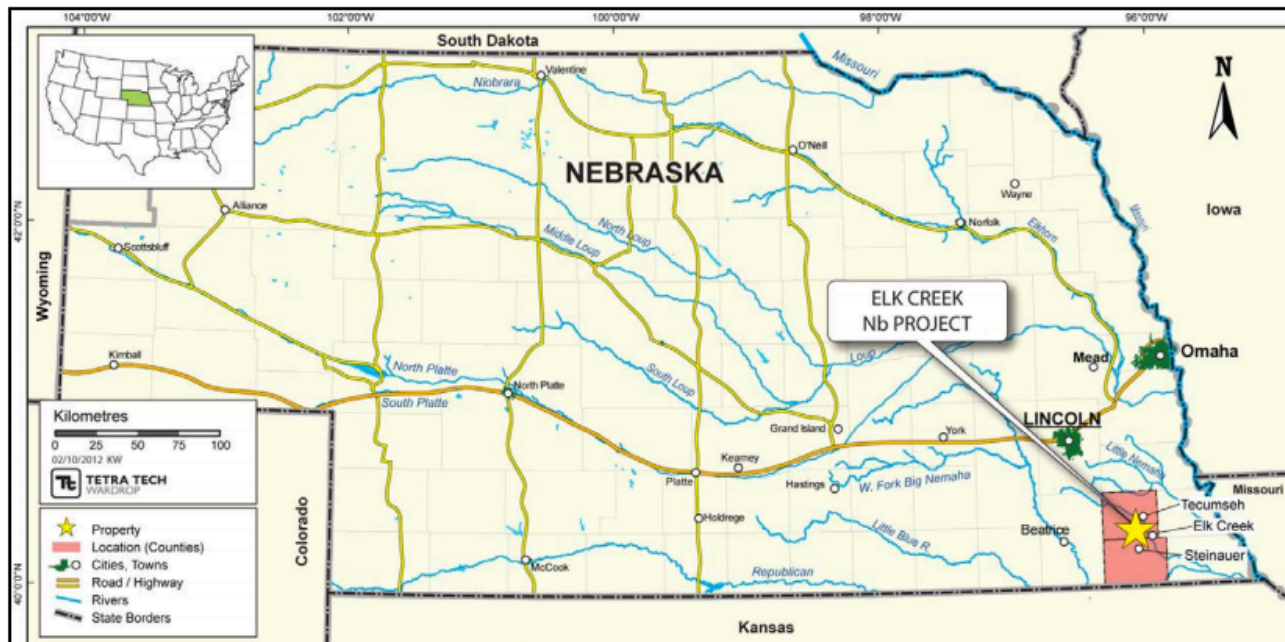 104°00'W
102°00'W
100°00'W
98°00'W
96°00'W
South Dakota
Valentine
Niobrara
Missouri
N
O'Neill
NEBRASKA
Wayne
Alliance
42°0'N
Iowa
Norfolk
Missouri
Elkhorn
North Loup
Middle Loup
Scottsbluff
Wyoming
ELK CREEK
Nb PROJECT
Loup
Omaha
Mead
Kimball
North Platte
South Loup
North Platte
South Platte
Kilometres
0 25 50 75 100
02/10/2012 KW
TETRA TECH
WARDROP
LINCOLN
Grand Island
York
Kearney
Little Nemaha
Platte
Hastings
W. Fork Big Nemaha
Missouri
Tecumseh
Holdrege
Beatrice
Elk Creek
Little Blue R.
Steinauer
Property
Location (Counties)
Cities, Towns
Road / Highway
Rivers
State Borders
Colorado
McCook
Republican
40°0'N
Kansas